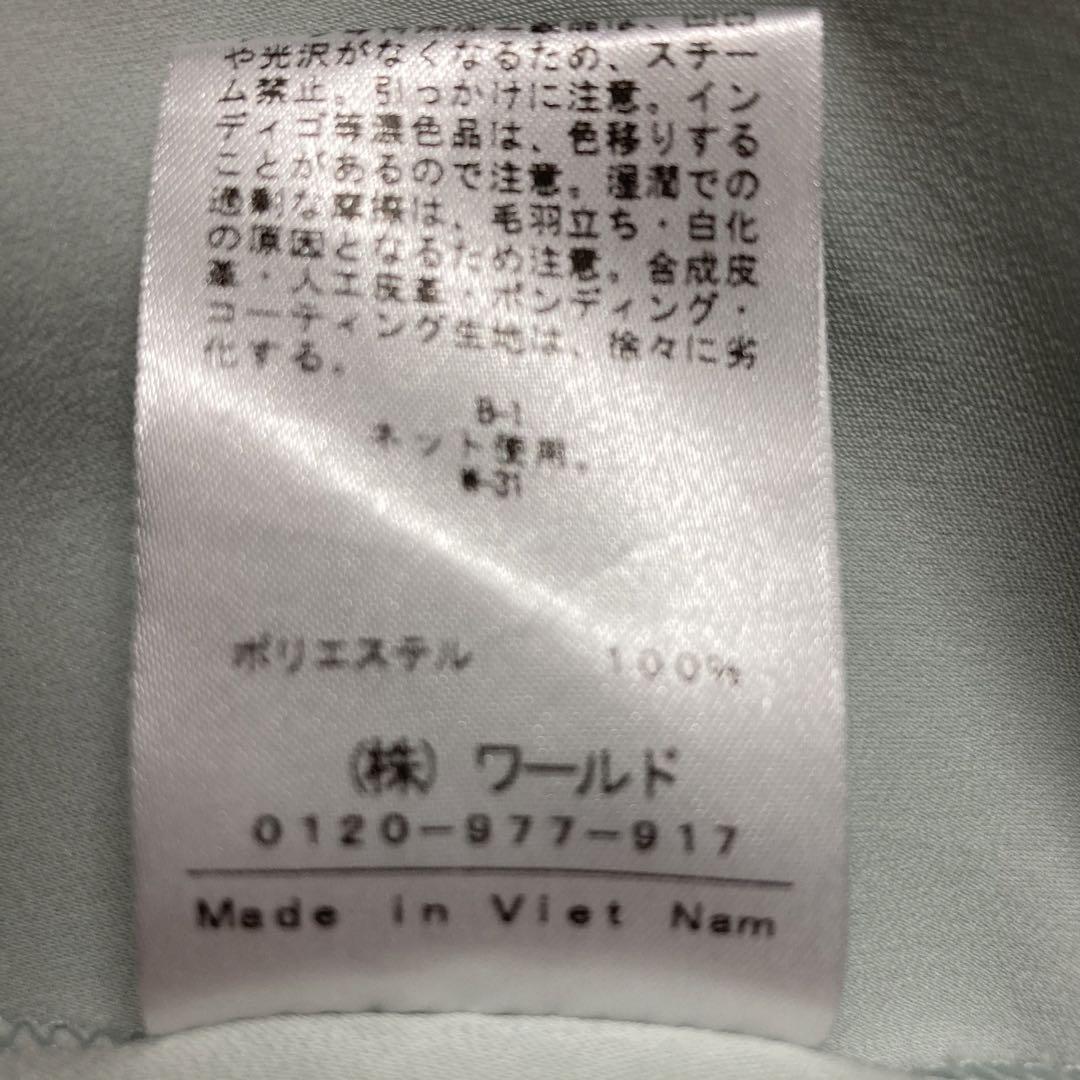 や光沢がなくなるため、スチー
ム禁止。引っかけに注意。イン
ディゴ等濃色品は、色移りする
ことがあるので注意。湿潤での
過剰な摩擦は、毛羽立ち・白化
の原因となるため注意。合成皮
革・人工皮革・ボンディング・
コーティング生地は、徐々に劣
化する。
B-1
ネット使用。
-31
ポリエステル 100%
(株) ワールド
0120-977-917
Made in Viet Nam